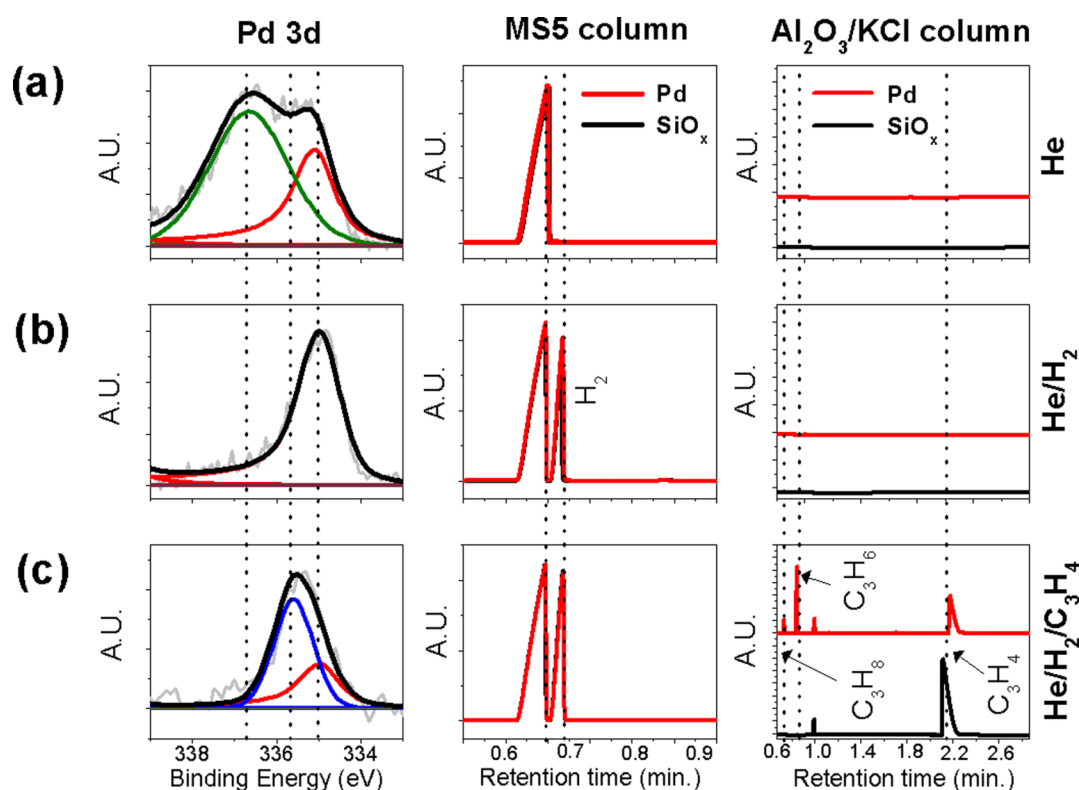 Pd 3d
MS5 column
Al₂O₃/KCl column
(a)
A.U.
A.U.
Pd
SiOₓ
A.U.
Pd
SiOₓ
He
(b)
A.U.
A.U.
H₂
A.U.
He/H₂
(c)
A.U.
A.U.
A.U.
C₃H₆
C₃H₈
C₃H₄
He/H₂/C₃H₄
338 336 334
0.6 0.7 0.8 0.9
0.6 1.0 1.4 1.8 2.2 2.6
Binding Energy (eV)
Retention time (min.)
Retention time (min.)